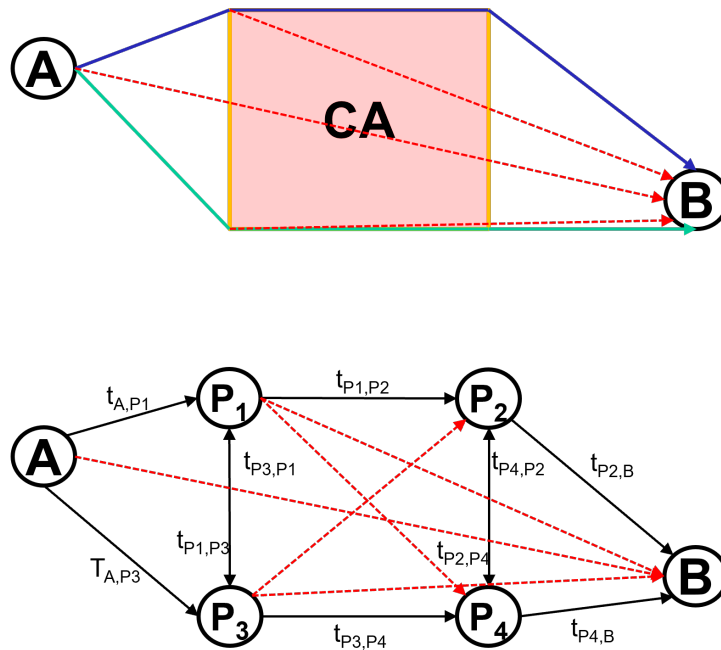 A
CA
B
t_A,P1
P_1
t_P1,P2
P_2
t_P3,P1
t_P4,P2
t_P2,B
A
t_P1,P3
t_P2,P4
T_A,P3
B
P_3
t_P3,P4
P_4
t_P4,B